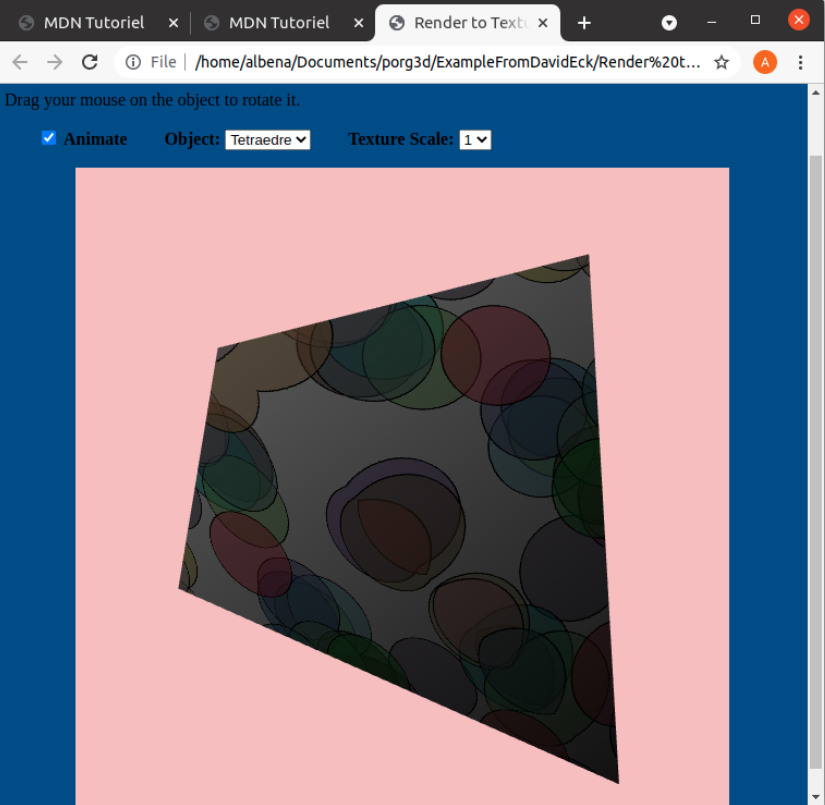 MDN Tutoriel
MDN Tutoriel
Render to Textu
File
/home/albena/Documents/porg3d/ExampleFromDavidEck/Render%20t...
A
Drag your mouse on the object to rotate it.
Animate Object: Tetraedre Texture Scale: 1